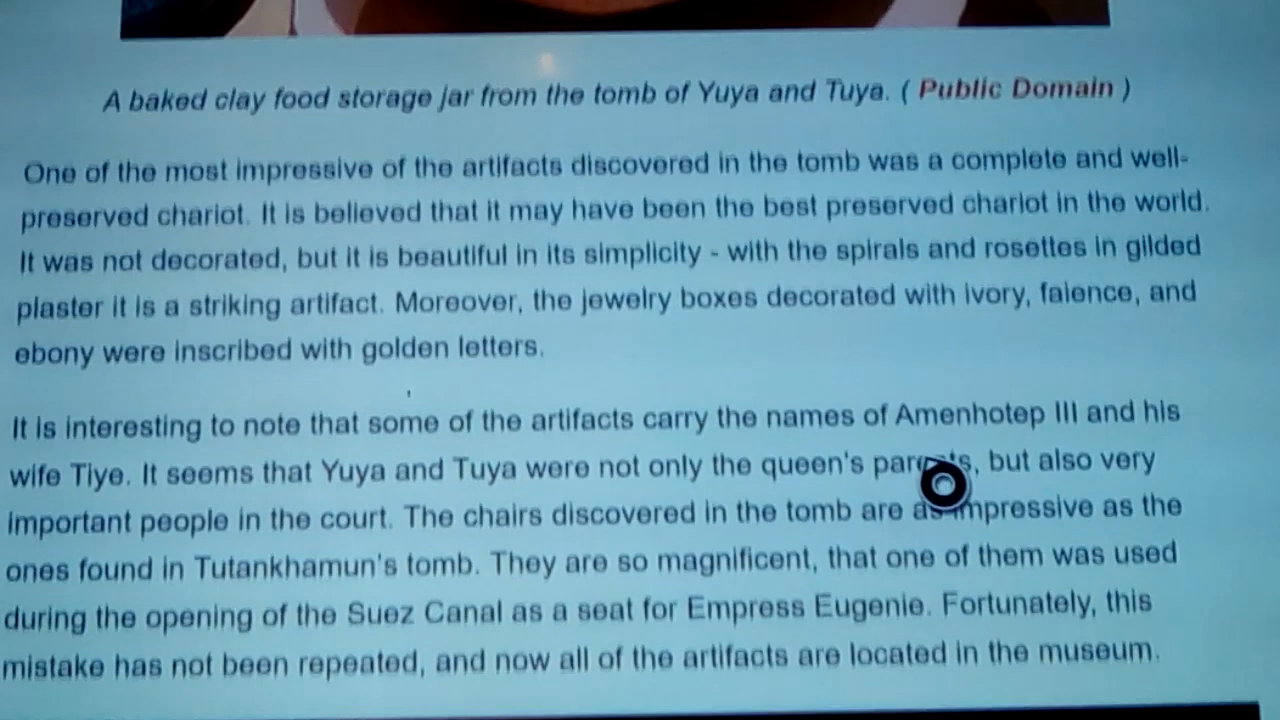 A baked clay food storage jar from the tomb of Yuya and Tuya. ( Public Domain )
One of the most impressive of the artifacts discovered in the tomb was a complete and well-
preserved chariot. It is believed that it may have been the best preserved chariot in the world.
It was not decorated, but it is beautiful in its simplicity - with the spirals and rosettes in gilded
plaster it is a striking artifact. Moreover, the jewelry boxes decorated with ivory, faience, and
ebony were inscribed with golden letters.
It is interesting to note that some of the artifacts carry the names of Amenhotep III and his
wife Tiye. It seems that Yuya and Tuya were not only the queen's parents, but also very
important people in the court. The chairs discovered in the tomb are as impressive as the
ones found in Tutankhamun's tomb. They are so magnificent, that one of them was used
during the opening of the Suez Canal as a seat for Empress Eugenie. Fortunately, this
mistake has not been repeated, and now all of the artifacts are located in the museum.